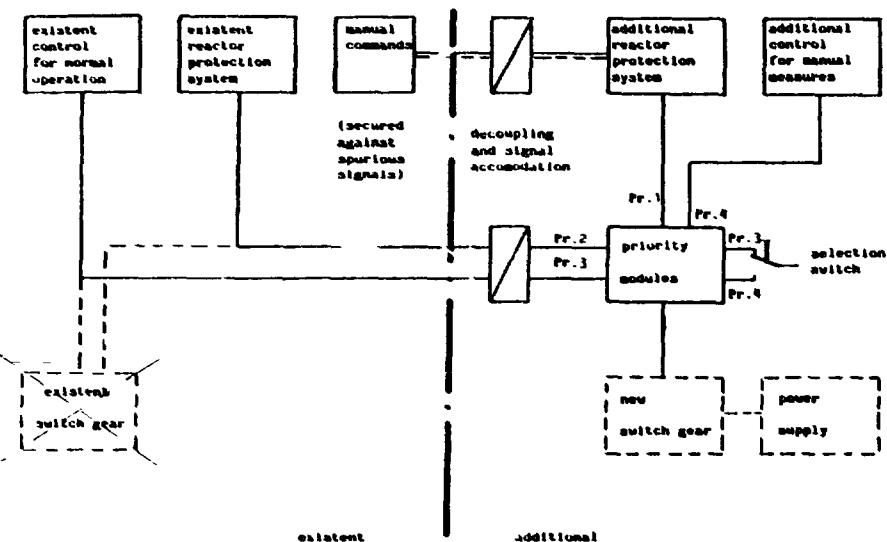 existent
control
for normal
operation
existent
reactor
protection
system
manual
commands
additional
reactor
protection
system
additional
control
for manual
measures
(secured
against
spurious
signals)
decoupling
and signal
accomodation
Pr.1
Pr.4
Pr.2
Pr.3
priority
modules
Pr.3
Pr.4
selection
switch
existent
switch gear
new
switch gear
power
supply
existent
additional